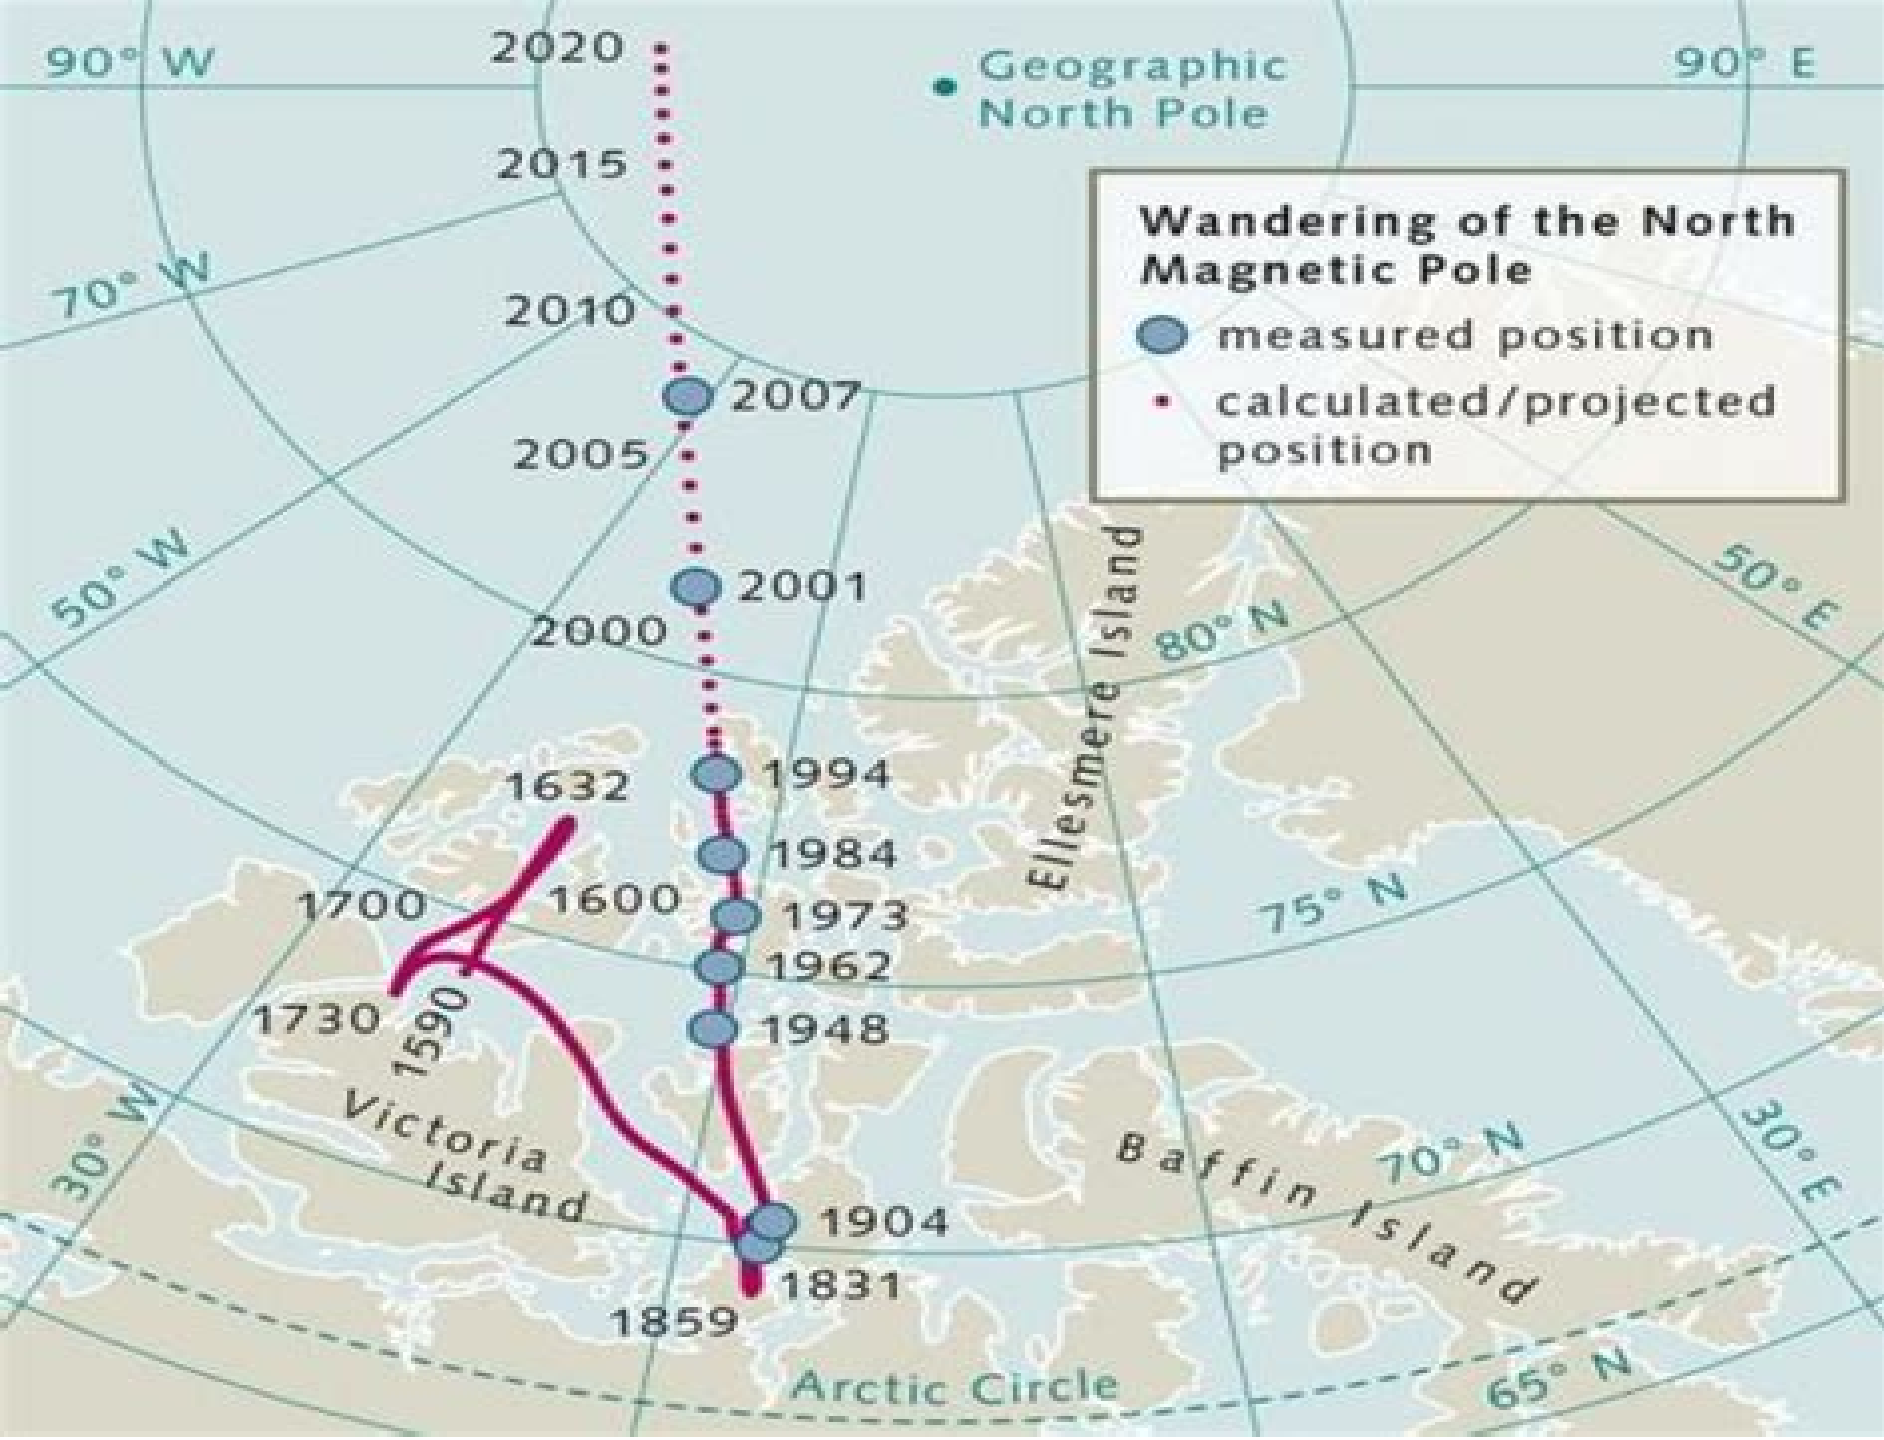 2020
90° W
Geographic
North Pole
90° E
2015
Wandering of the North
Magnetic Pole
measured position
calculated/projected
position
70° W
2010
2007
2005
50° W
2001
2000
Ellesmere Island
80° N
50° E
1994
1632
1984
1700
1600
1973
75° N
1962
1730
1590
1948
Victoria
Island
30° W
Baffin Island
70° N
30° E
1904
1831
1859
Arctic Circle
65° N